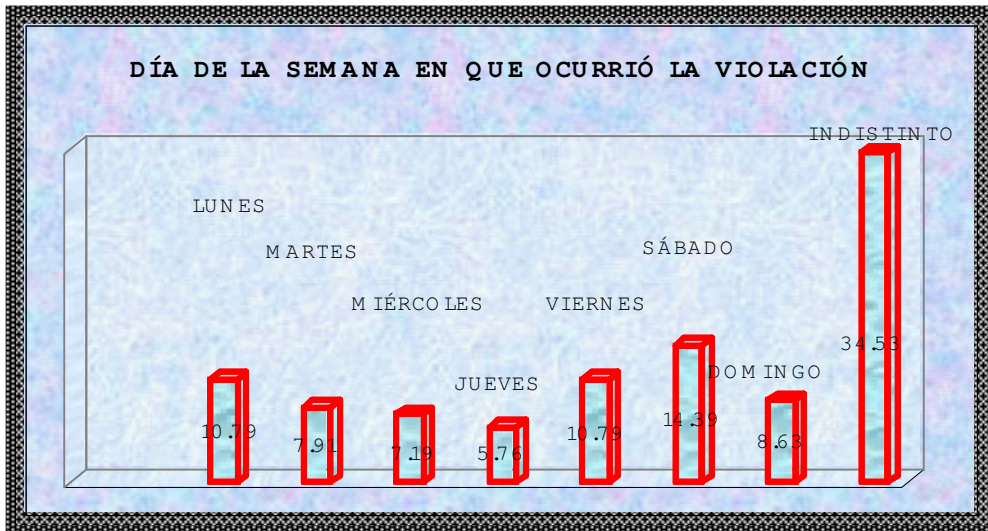 DÍA DE LA SEMANA EN QUE OCURRIÓ LA VIOLACIÓN
INDISTINTO
LUNES
MARTES
SÁBADO
MIÉRCOLES
VIERNES
34.53
JUEVES
DOMINGO
10.79
7.91
7.19
5.76
10.79
14.39
8.63